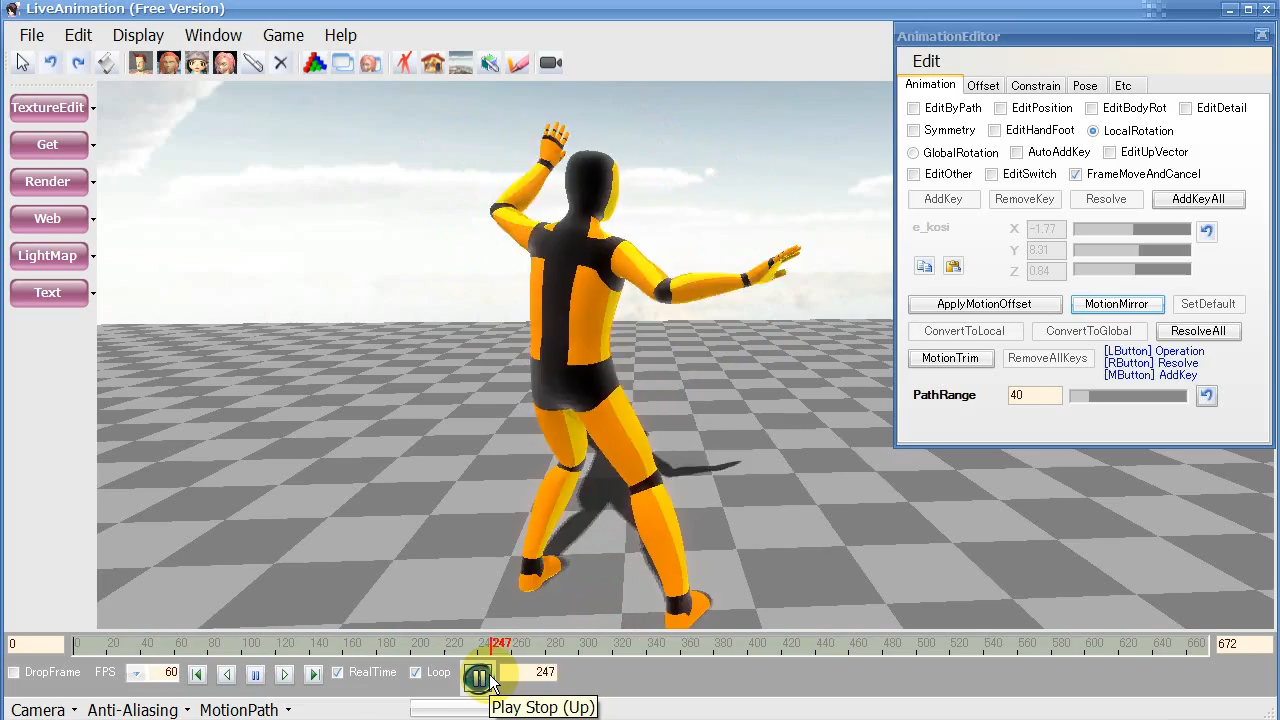 LiveAnimation (Free Version)
File Edit Display Window Game Help
TextureEdit
Get
Render
Web
LightMap
Text
AnimationEditor
Edit
Animation Offset Constrain Pose Etc
EditByPath EditPosition EditBodyRot EditDetail
Symmetry EditHandFoot LocalRotation
GlobalRotation AutoAddKey EditUpVector
EditOther EditSwitch FrameMoveAndCancel
AddKey RemoveKey Resolve AddKeyAll
e_kosi X -1.77
Y 8.31
Z 0.84
ApplyMotionOffset MotionMirror SetDefault
ConvertToLocal ConvertToGlobal ResolveAll
MotionTrim RemoveAllKeys
[LButton] Operation
[RButton] Resolve
[MButton] AddKey
PathRange 40
0 0 20 40 60 80 100 120 140 160 180 200 220 247 260 280 300 320 340 360 380 400 420 440 460 480 500 520 540 560 580 600 620 640 672
DropFrame FPS 60 RealTime Loop 247
Play Stop (Up)
Camera Anti-Aliasing MotionPath